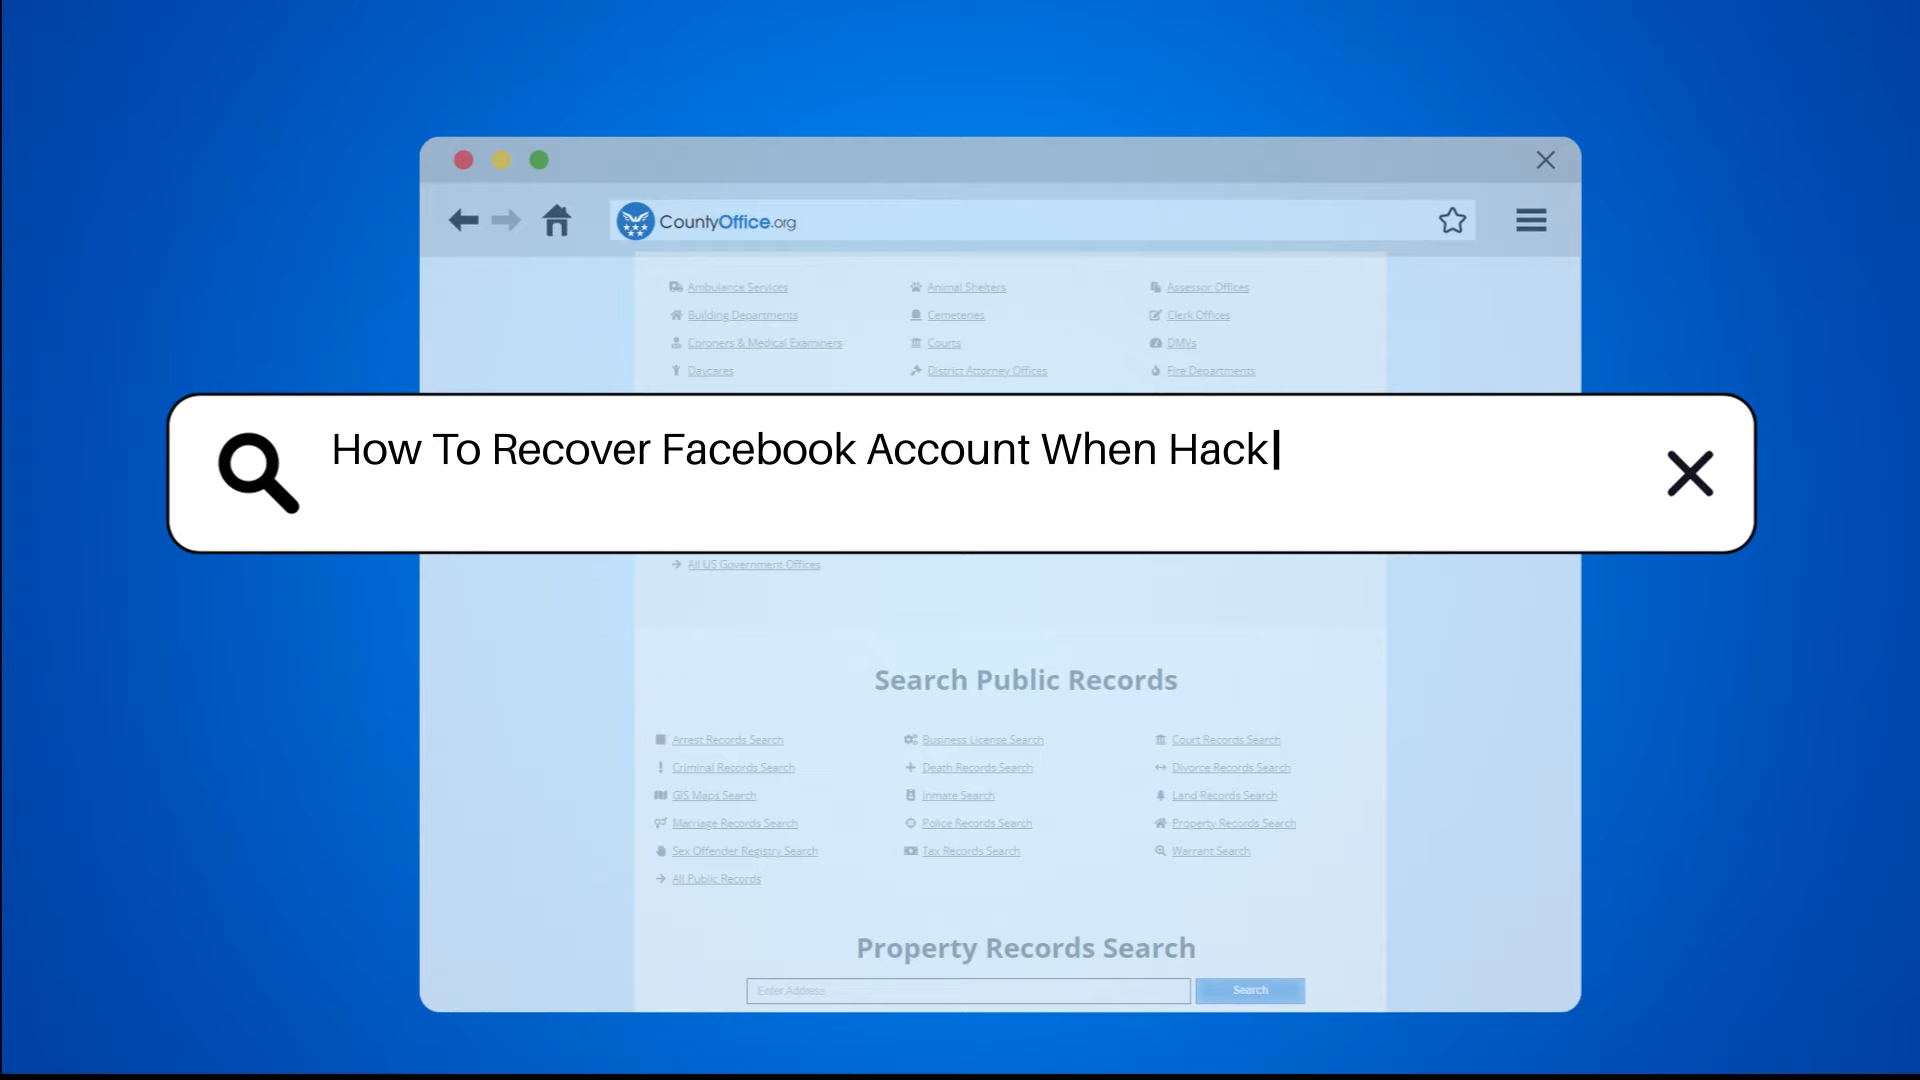 CountyOffice.org
Ambulance Services Animal Shelters Assessor Offices
Building Departments Cemeteries Clerk Offices
Coroners & Medical Examiners Courts DMVs
Daycares District Attorney Offices Fire Departments
How To Recover Facebook Account When Hack
All US Government Offices
Search Public Records
Arrest Records Search Business License Search Court Records Search
Criminal Records Search Death Records Search Divorce Records Search
GIS Maps Search Inmate Search Land Records Search
Marriage Records Search Police Records Search Property Records Search
Sex Offender Registry Search Tax Records Search Warrant Search
All Public Records
Property Records Search
Enter Address Search